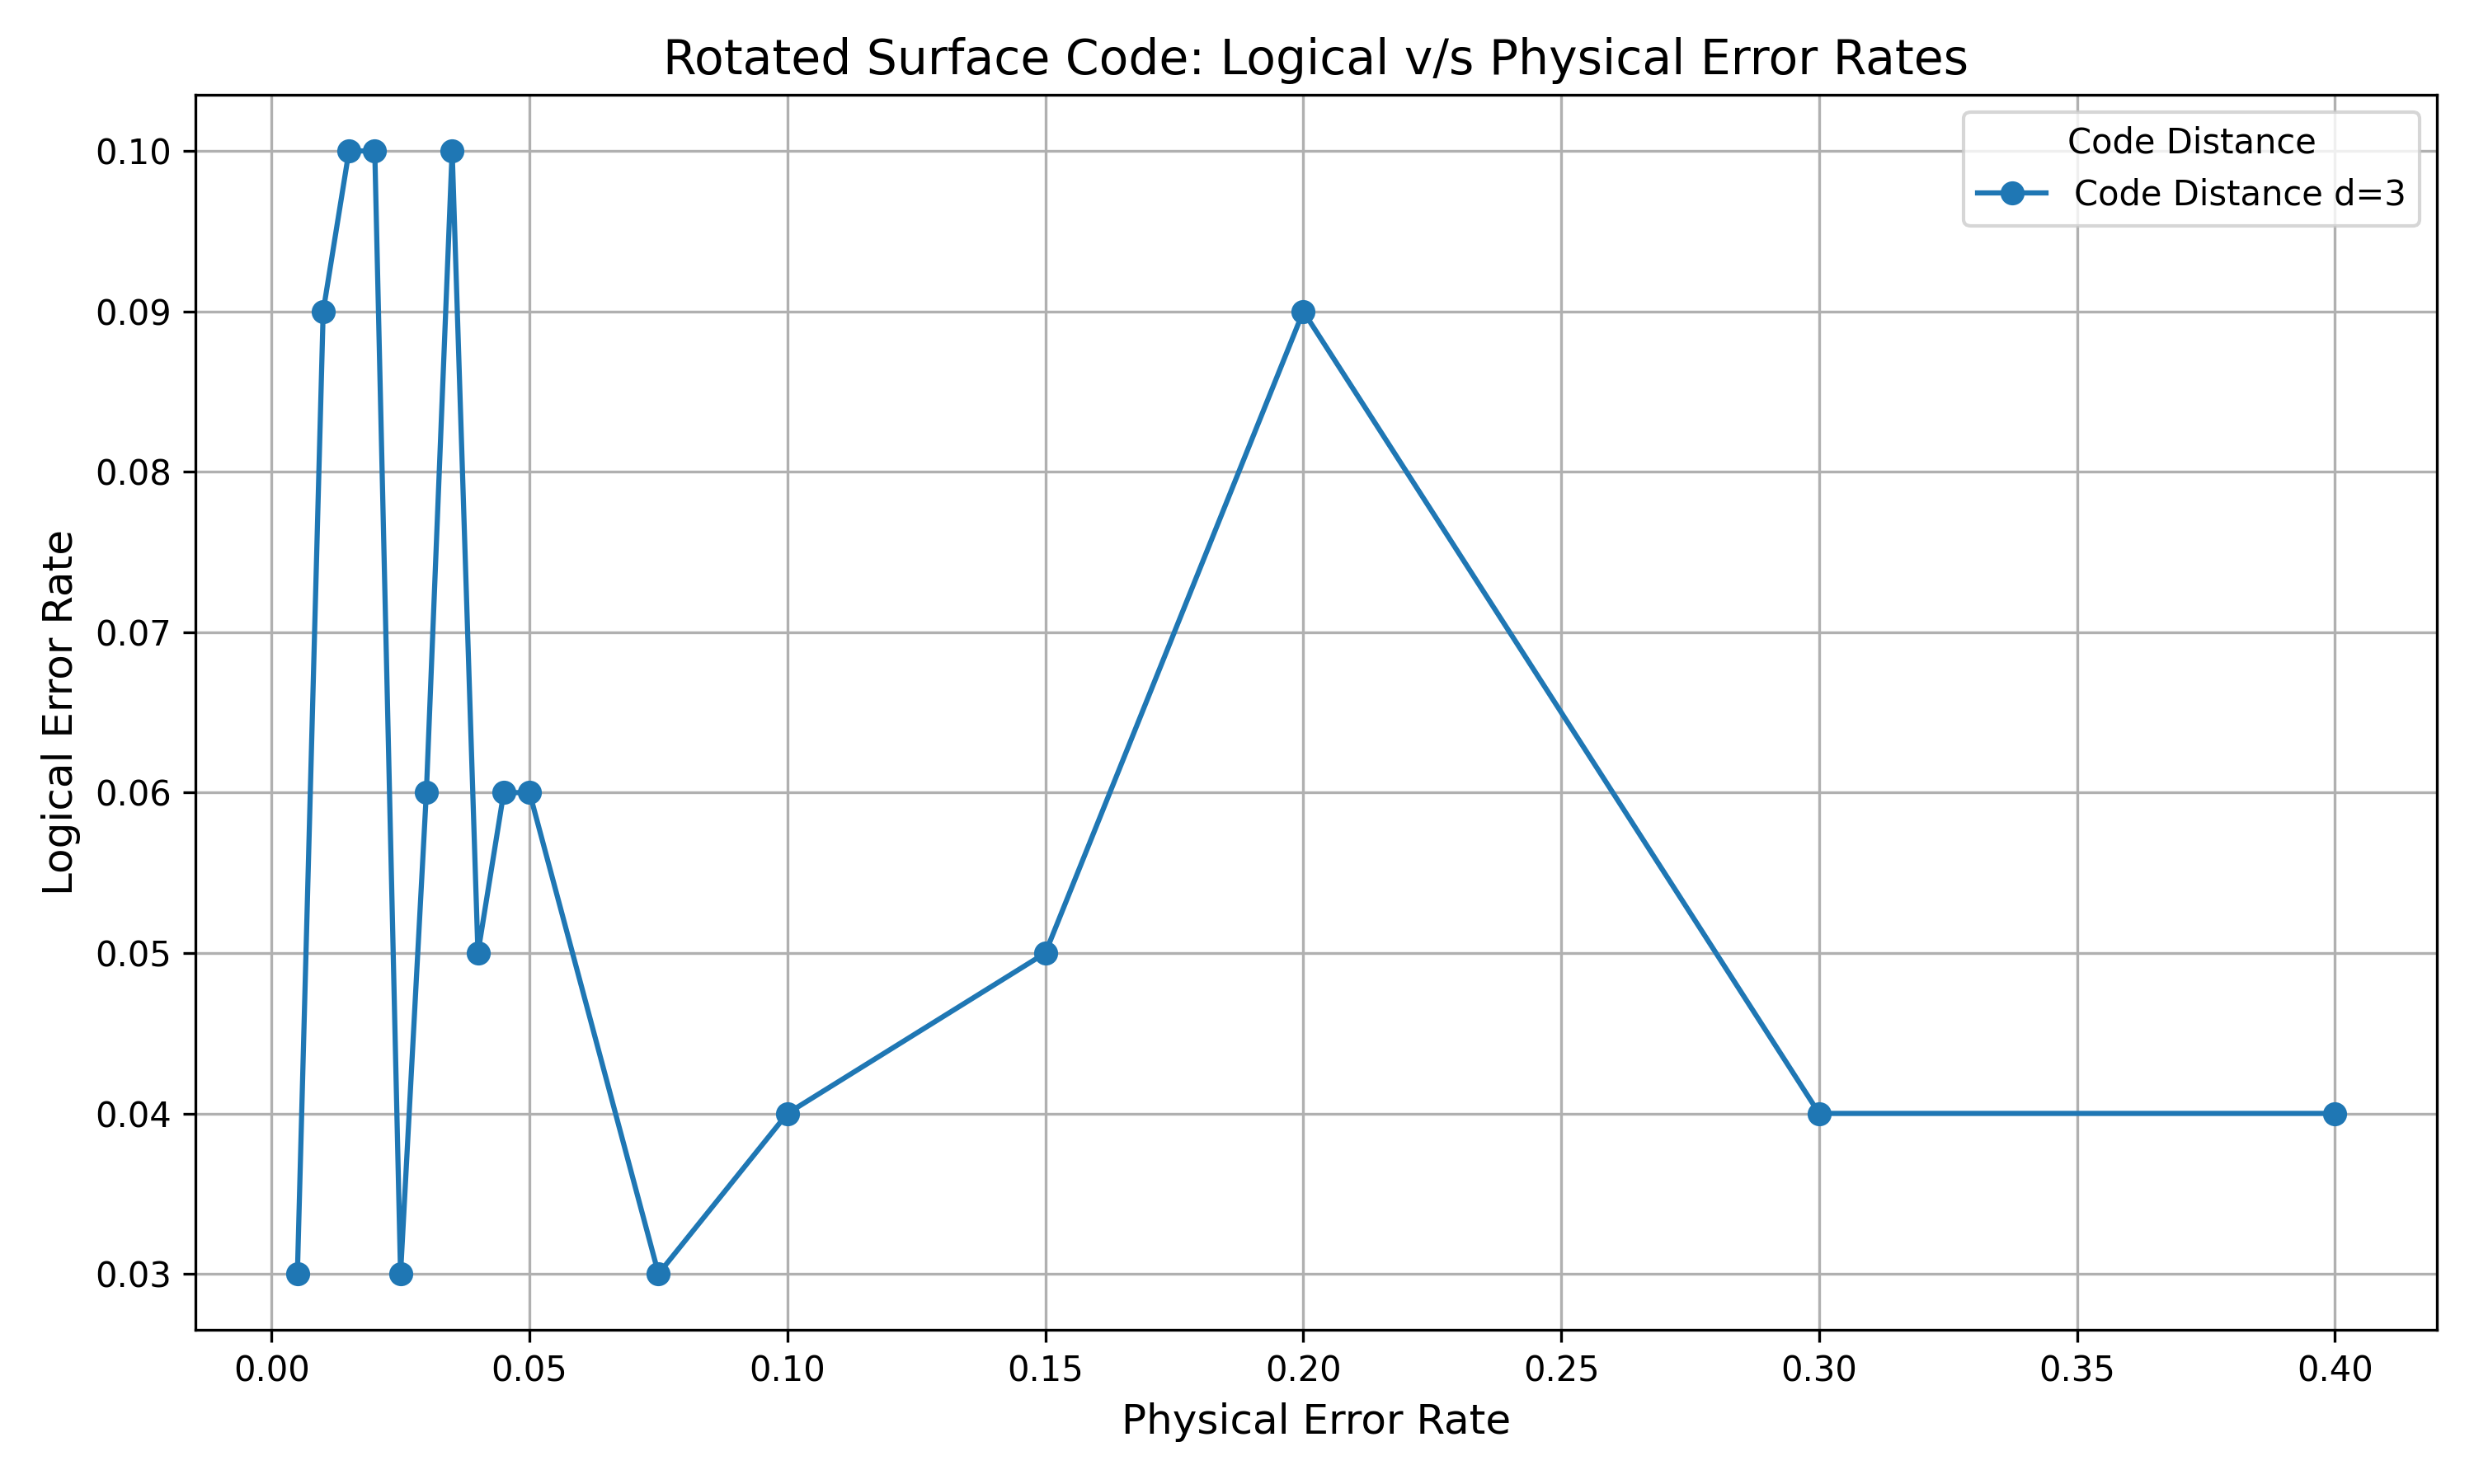 Rotated Surface Code: Logical v/s Physical Error Rates
Code Distance
Code Distance d=3
Logical Error Rate
0.10
0.09
0.08
0.07
0.06
0.05
0.04
0.03
0.00 0.05 0.10 0.15 0.20 0.25 0.30 0.35 0.40
Physical Error Rate